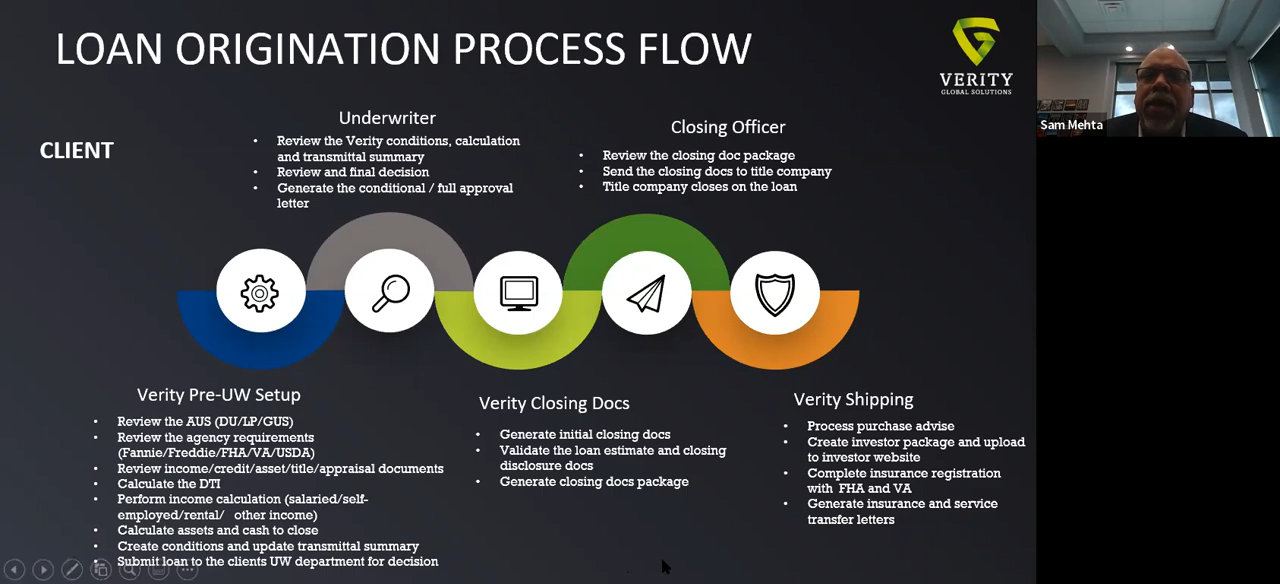 LOAN ORIGINATION PROCESS FLOW
VERITY
GLOBAL SOLUTIONS
Sam Mehta
CLIENT
Underwriter
• Review the Verity conditions, calculation
and transmittal summary
• Review and final decision
• Generate the conditional / full approval
letter
Closing Officer
• Review the closing doc package
• Send the closing docs to title company
• Title company closes on the loan
Verity Pre-UW Setup
• Review the AUS (DU/LP/GUS)
• Review the agency requirements
(Fannie/Freddie/FHA/VA/USDA)
• Review income/credit/asset/title/appraisal documents
• Calculate the DTI
• Perform income calculation (salaried/self-
employed/rental/ other income)
• Calculate assets and cash to close
• Create conditions and update transmittal summary
• Submit loan to the clients UW department for decision
Verity Closing Docs
• Generate initial closing docs
• Validate the loan estimate and closing
disclosure docs
• Generate closing docs package
Verity Shipping
• Process purchase advise
• Create investor package and upload
to investor website
• Complete insurance registration
with FHA and VA
• Generate insurance and service
transfer letters